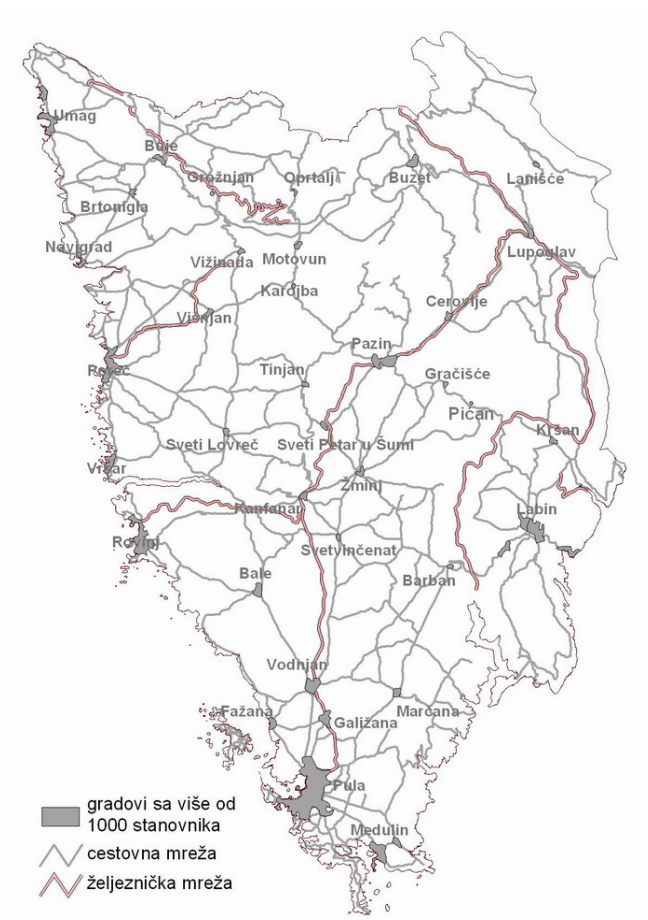 Umag
Buje
Grožnjan
Oprtalj
Buzet
Lanišće
Brtonigla
Novigrad
Vižinada
Motovun
Lupoglav
Karojba
Cerovlje
Višnjan
Pazin
Poreč
Tinjan
Gračišće
Pićan
Sveti Lovreč
Sveti Petar u Šumi
Kršan
Vrsar
Žminj
Kanfanar
Labin
Rovinj
Svetvinčenat
Bale
Barban
Vodnjan
Fažana
Galižana
Marčana
Pula
Medulin
gradovi sa više od
1000 stanovnika
cestovna mreža
željeznička mreža